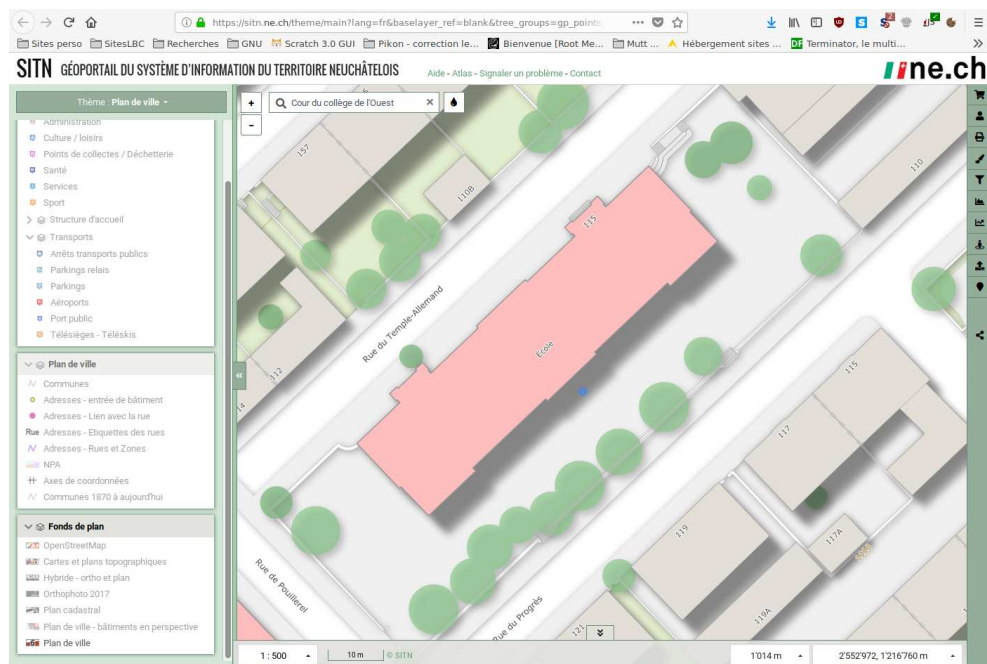 https://sitn.ne.ch/theme/main?lang=fr&baselayer_ref=blank&tree_groups=gp_points
Sites perso SitesLBC Recherches GNU Scratch 3.0 GUI Pikon - correction le... Bienvenue [Root Me... Mutt ... Hébergement sites ... Terminator, le multi...
SITN GÉOPORTAIL DU SYSTÈME D'INFORMATION DU TERRITOIRE NEUCHÂTELOIS
Aide - Atlas - Signaler un problème - Contact
ne.ch
Thème : Plan de ville
Administration
Culture / loisirs
Points de collectes / Déchetterie
Santé
Services
Sport
Structure d'accueil
Transports
Arrêts transports publics
Parkings relais
Parkings
Aéroports
Port public
Télésièges - Téléskis
Plan de ville
Communes
Adresses - entrée de bâtiment
Adresses - Lien avec la rue
Rue Adresses - Etiquettes des rues
Adresses - Rues et Zones
NPA
Axes de coordonnées
Communes 1870 à aujourd'hui
Fonds de plan
OpenStreetMap
Cartes et plans topographiques
Hybride - ortho et plan
Orthophoto 2017
Plan cadastral
Plan de ville - bâtiments en perspective
Plan de ville
+
Cour du collège de l'Ouest
-
157
110B
110
115
Rue du Temple-Allemand
Ecole
112
14
115
117
117A
119
119A
121
Rue de Pouillerel
Rue du Progrès
1 : 500
10 m
© SITN
1'014 m
2'552'972, 1'216'760 m